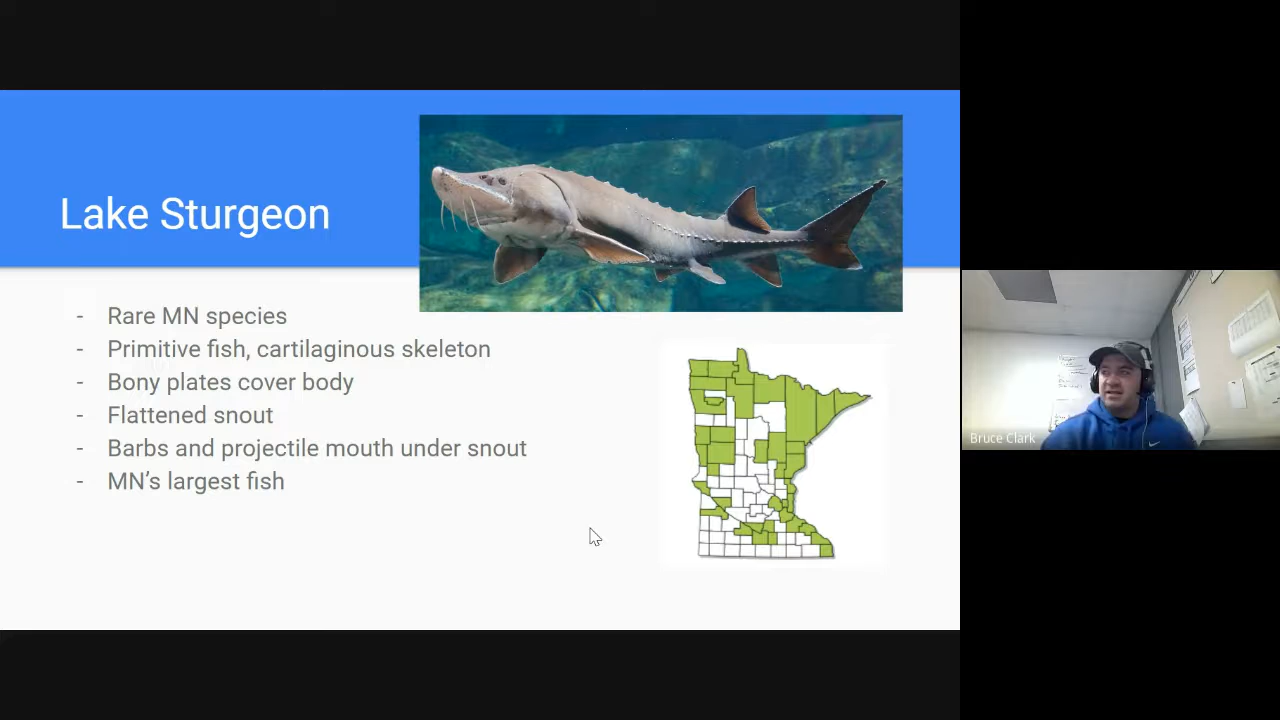 Lake Sturgeon
- Rare MN species
- Primitive fish, cartilaginous skeleton
- Bony plates cover body
- Flattened snout
- Barbs and projectile mouth under snout
- MN’s largest fish
Bruce Clark